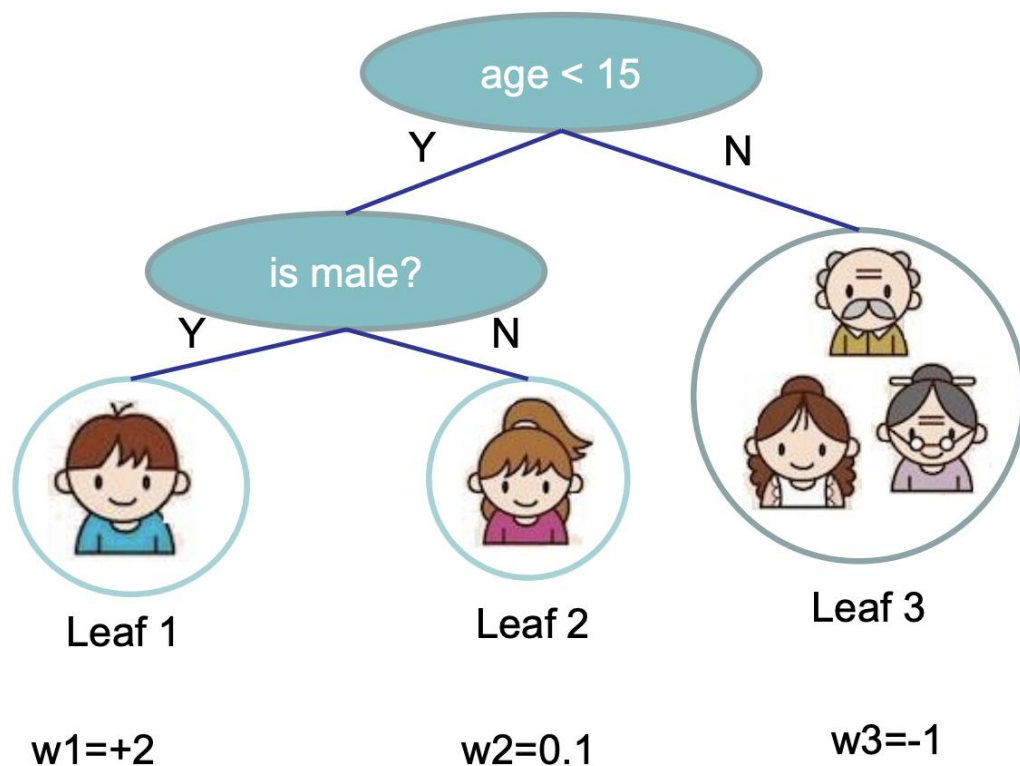 age < 15
Y
N
is male?
Y
N
Leaf 1
Leaf 2
Leaf 3
w1=+2
w2=0.1
w3=-1